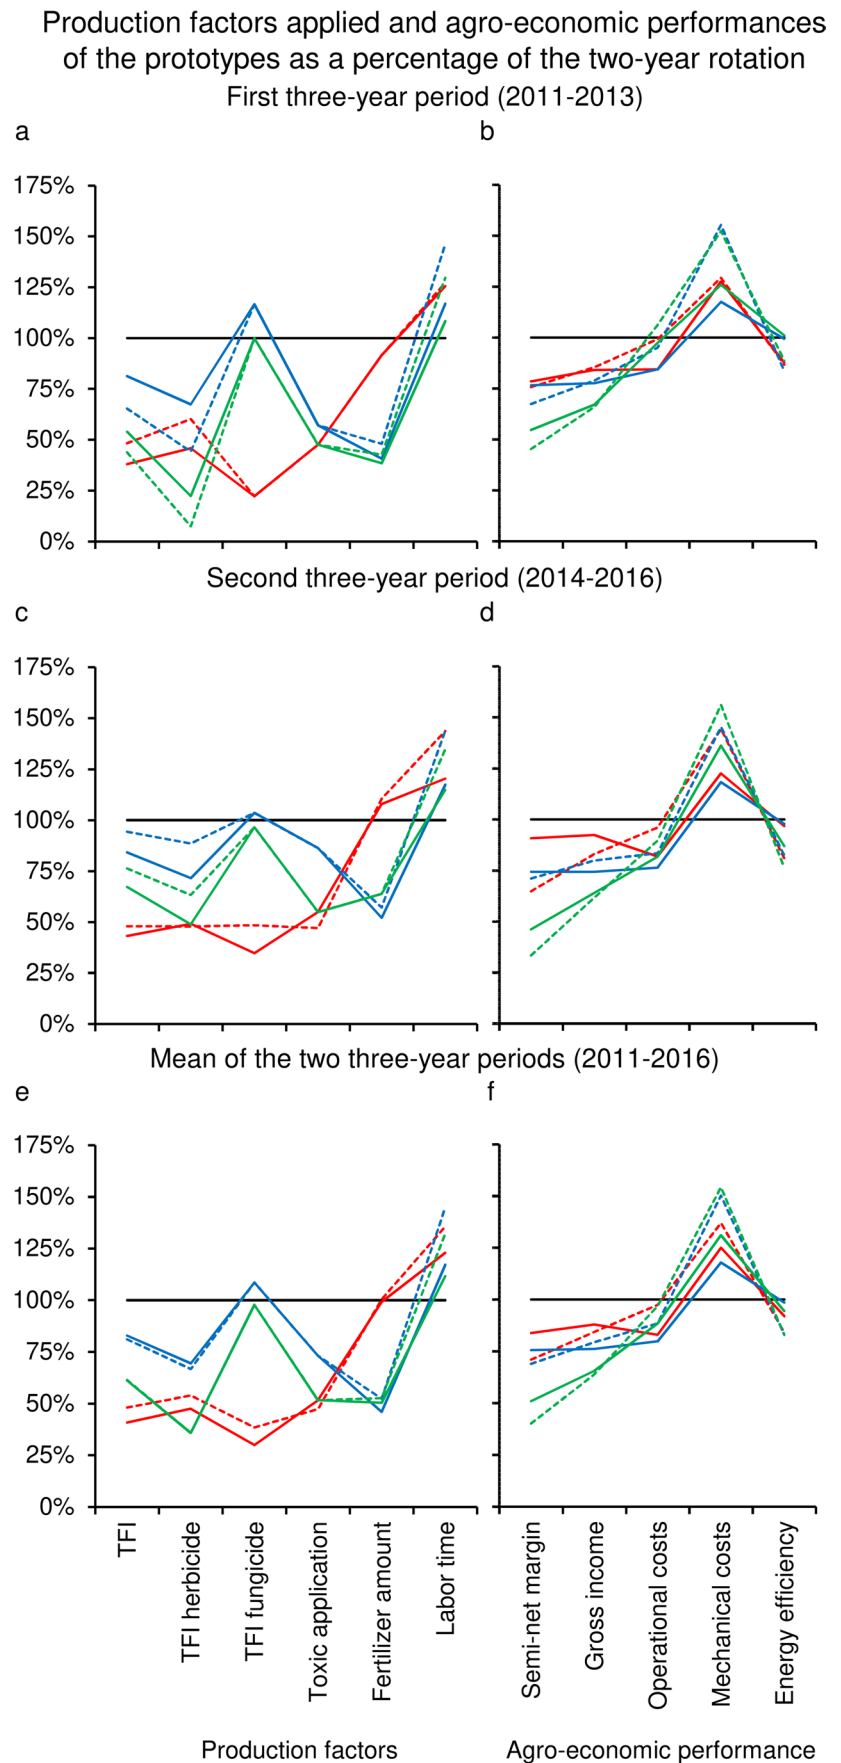 Production factors applied and agro-economic performances
of the prototypes as a percentage of the two-year rotation
First three-year period (2011-2013)
a
b
175%
150%
125%
100%
75%
50%
25%
0%
Second three-year period (2014-2016)
c
d
175%
150%
125%
100%
75%
50%
25%
0%
Mean of the two three-year periods (2011-2016)
e
f
175%
150%
125%
100%
75%
50%
25%
0%
TFI
TFI herbicide
TFI fungicide
Toxic application
Fertilizer amount
Labor time
Semi-net margin
Gross income
Operational costs
Mechanical costs
Energy efficiency
Production factors
Agro-economic performance